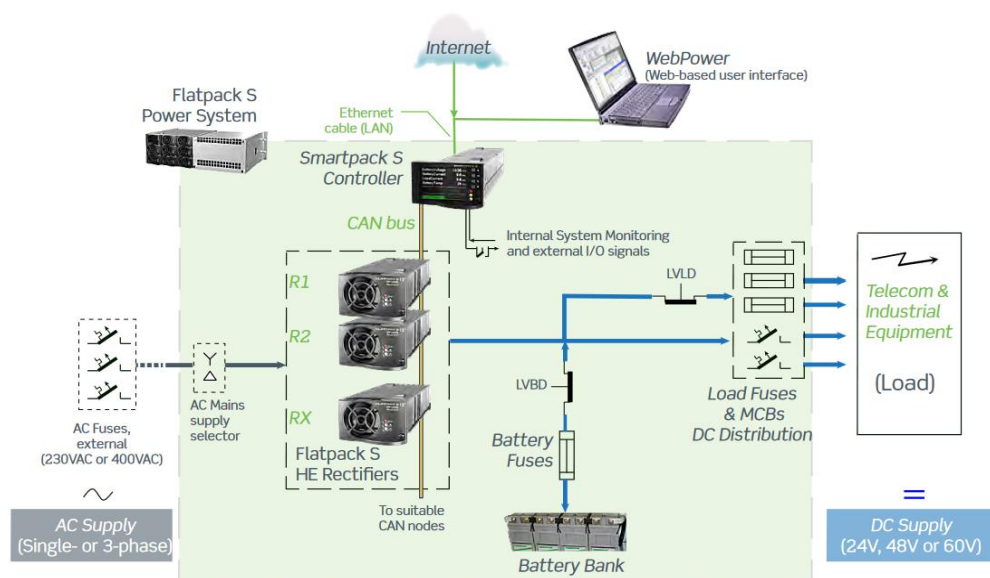 Internet
WebPower
(Web-based user interface)
Flatpack S
Power System
Ethernet
cable (LAN)
Smartpack S
Controller
CAN bus
Internal System Monitoring
and external I/O signals
R1
R2
RX
LVLD
LVBD
Telecom &
Industrial
Equipment
(Load)
AC Mains
supply
selector
AC Fuses,
external
(230VAC or 400VAC)
Flatpack S
HE Rectifiers
Battery
Fuses
Load Fuses
& MCBs
DC Distribution
To suitable
CAN nodes
AC Supply
(Single- or 3-phase)
Battery Bank
DC Supply
(24V, 48V or 60V)